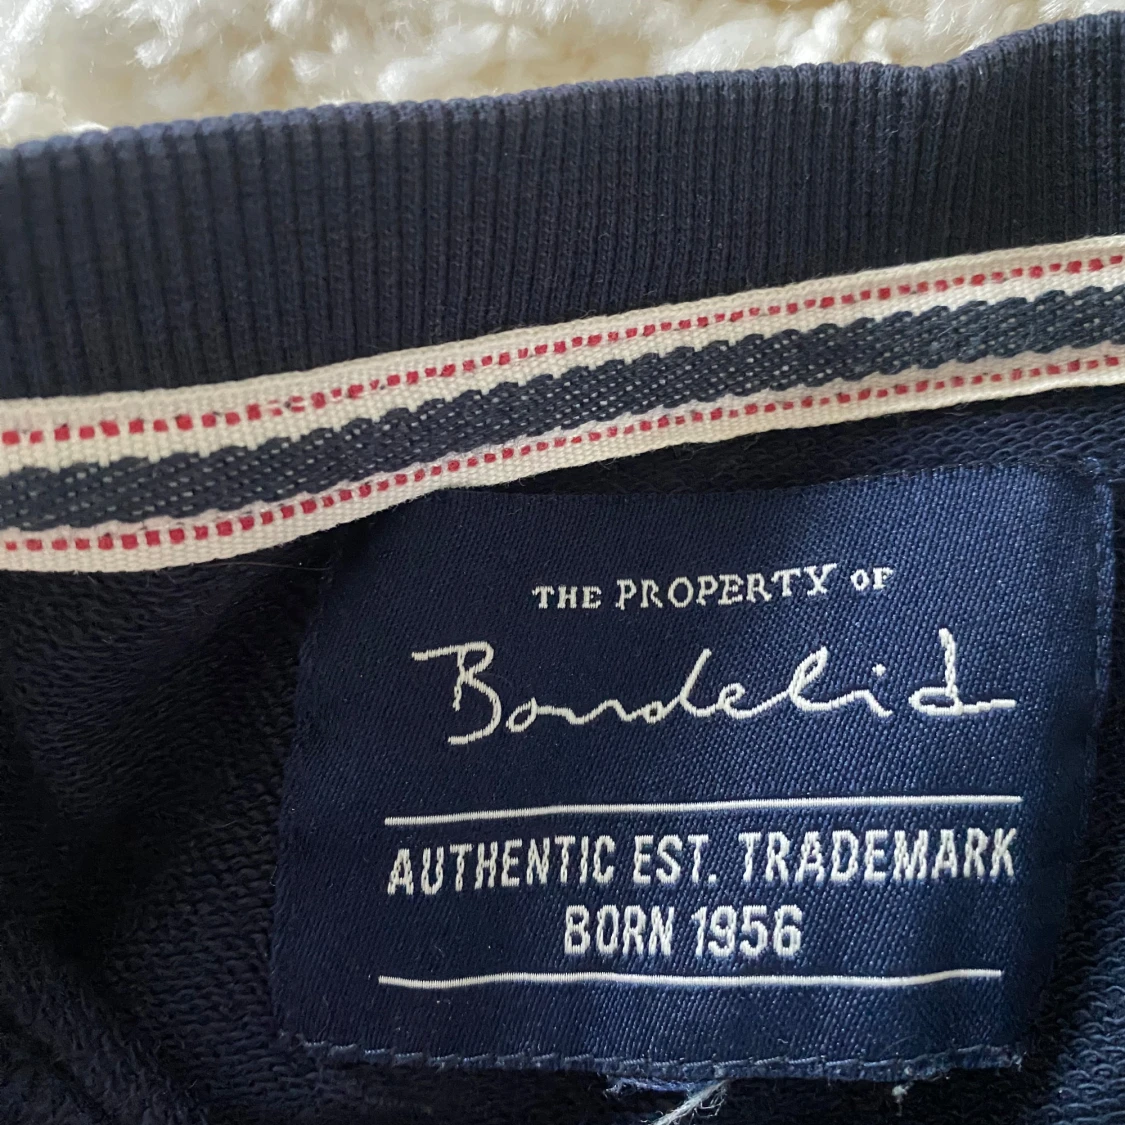 THE PROPERTY OF
Bondelid
AUTHENTIC EST. TRADEMARK
BORN 1956